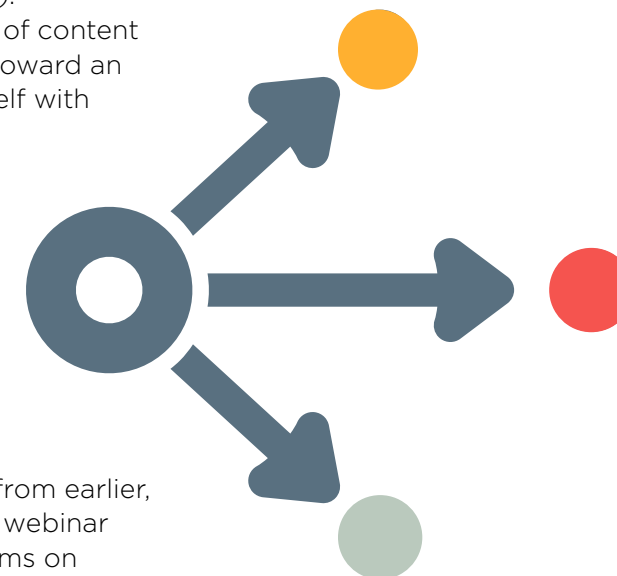 of content
oward an
elf with
from earlier,
webinar
ms on